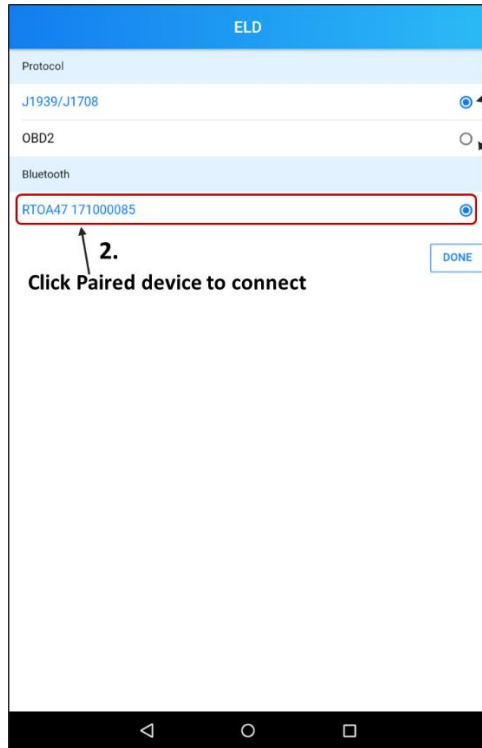 ELD
Protocol
J1939/J1708
OBD2
Bluetooth
RTOA47 171000085
DONE
2.
Click Paired device to connect